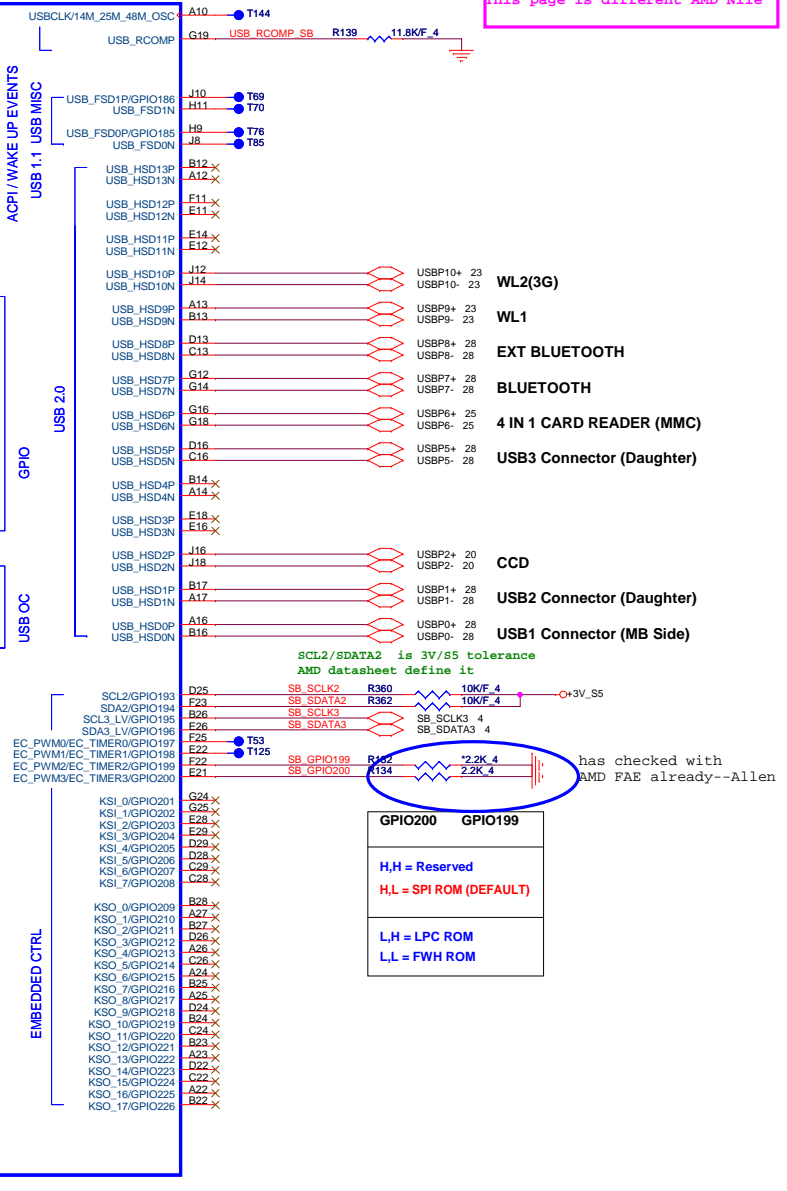 This page is different AMD Nile
USBCLK/14M_25M_48M_OSC A10 T144
USB_RCOMP G19 USB_RCOMP_SB R139 11.8K/F_4
ACPI / WAKE UP EVENTS
USB 1.1 USB MISC
USB_FSD1P/GPIO186 J10 T69
USB_FSD1N H11 T70
USB_FSD0P/GPIO185 H9 T76
USB_FSD0N J8 T85
USB 2.0
USB_HSD13P B12
USB_HSD13N A12
USB_HSD12P F11
USB_HSD12N E11
USB_HSD11P E14
USB_HSD11N E12
USB_HSD10P J12 USBP10+ 23
USB_HSD10N J14 USBP10- 23
WL2(3G)
USB_HSD9P A13 USBP9+ 23
USB_HSD9N B13 USBP9- 23
WL1
USB_HSD8P D13 USBP8+ 28
USB_HSD8N C13 USBP8- 28
EXT BLUETOOTH
USB_HSD7P G12 USBP7+ 28
USB_HSD7N G14 USBP7- 28
BLUETOOTH
USB_HSD6P G16 USBP6+ 25
USB_HSD6N G18 USBP6- 25
4 IN 1 CARD READER (MMC)
USB_HSD5P D16 USBP5+ 28
USB_HSD5N C16 USBP5- 28
USB3 Connector (Daughter)
GPIO
USB_HSD4P B14
USB_HSD4N A14
USB_HSD3P E18
USB_HSD3N E16
USB_HSD2P J16 USBP2+ 20
USB_HSD2N J18 USBP2- 20
CCD
USB_HSD1P B17 USBP1+ 28
USB_HSD1N A17 USBP1- 28
USB2 Connector (Daughter)
USB OC
USB_HSD0P A16 USBP0+ 28
USB_HSD0N B16 USBP0- 28
USB1 Connector (MB Side)
SCL2/SDATA2 is 3V/S5 tolerance
AMD datasheet define it
SCL2/GPIO193 D25 SB_SCLK2 R360 10K/F_4 +3V_S5
SDA2/GPIO194 F23 SB_SDATA2 R362 10K/F_4
SCL3_LV/GPIO195 B26 SB_SCLK3 SB_SCLK3 4
SDA3_LV/GPIO196 E26 SB_SDATA3 SB_SDATA3 4
EC_PWM0/EC_TIMER0/GPIO197 F25 T53
EC_PWM1/EC_TIMER1/GPIO198 E22 T125
EC_PWM2/EC_TIMER2/GPIO199 F22 SB_GPIO199 R132 *2.2K_4
EC_PWM3/EC_TIMER3/GPIO200 E21 SB_GPIO200 R134 2.2K_4
has checked with
AMD FAE already--Allen
KSI_0/GPIO201 G24
KSI_1/GPIO202 G25
KSI_2/GPIO203 E28
KSI_3/GPIO204 E29
KSI_4/GPIO205 D29
KSI_5/GPIO206 D28
KSI_6/GPIO207 C29
KSI_7/GPIO208 C28
GPIO200 GPIO199
H,H = Reserved
H,L = SPI ROM (DEFAULT)
L,H = LPC ROM
L,L = FWH ROM
EMBEDDED CTRL
KSO_0/GPIO209 B28
KSO_1/GPIO210 A27
KSO_2/GPIO211 B27
KSO_3/GPIO212 D26
KSO_4/GPIO213 A26
KSO_5/GPIO214 C26
KSO_6/GPIO215 A24
KSO_7/GPIO216 B25
KSO_8/GPIO217 A25
KSO_9/GPIO218 D24
KSO_10/GPIO219 B24
KSO_11/GPIO220 C24
KSO_12/GPIO221 B23
KSO_13/GPIO222 A23
KSO_14/GPIO223 D22
KSO_15/GPIO224 C22
KSO_16/GPIO225 A22
KSO_17/GPIO226 B22